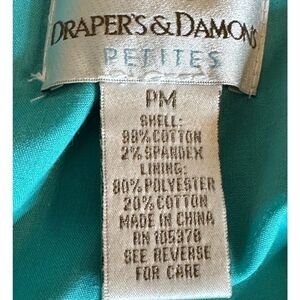 DRAPER'S & DAMON'S
PETITES
PM
SHELL:
98% COTTON
2% SPANDEX
LINING:
80% POLYESTER
20% COTTON
MADE IN CHINA
RN 105378
SEE REVERSE
FOR CARE